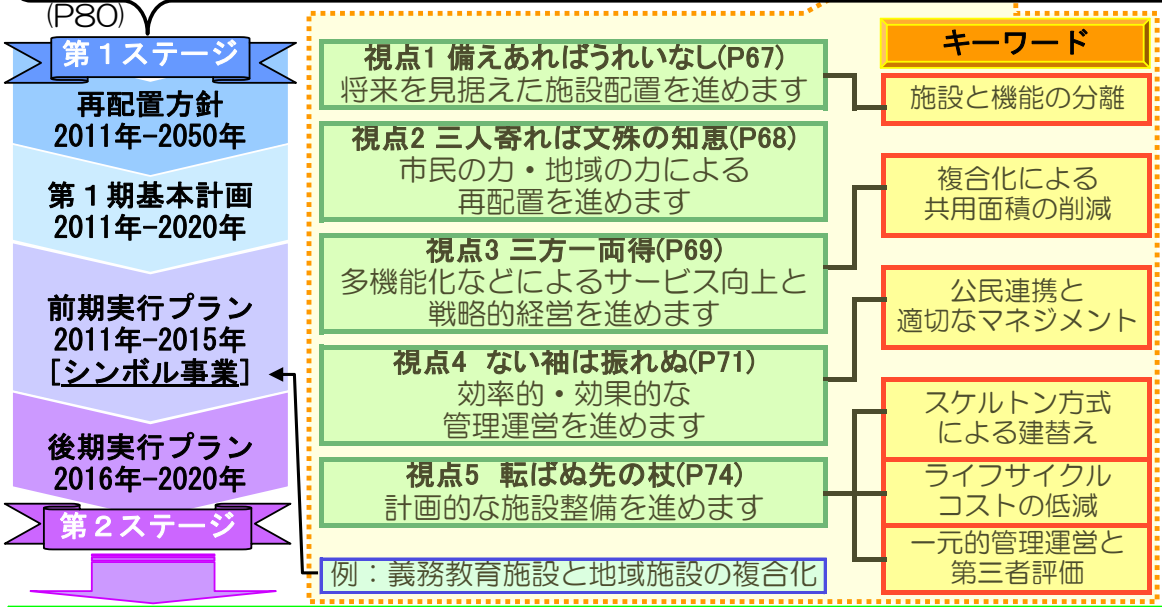 (P80)
第１ステージ
再配置方針
2011年-2050年
第１期基本計画
2011年-2020年
前期実行プラン
2011年-2015年
[シンボル事業]
後期実行プラン
2016年-2020年
第２ステージ
視点1 備えあればうれいなし(P67)
将来を見据えた施設配置を進めます
視点2 三人寄れば文殊の知恵(P68)
市民の力・地域の力による
再配置を進めます
視点3 三方一両得(P69)
多機能化などによるサービス向上と
戦略的経営を進めます
視点4 ない袖は振れぬ(P71)
効率的・効果的な
管理運営を進めます
視点5 転ばぬ先の杖(P74)
計画的な施設整備を進めます
例：義務教育施設と地域施設の複合化
キーワード
施設と機能の分離
複合化による
共用面積の削減
公民連携と
適切なマネジメント
スケルトン方式
による建替え
ライフサイクル
コストの低減
一元的管理運営と
第三者評価